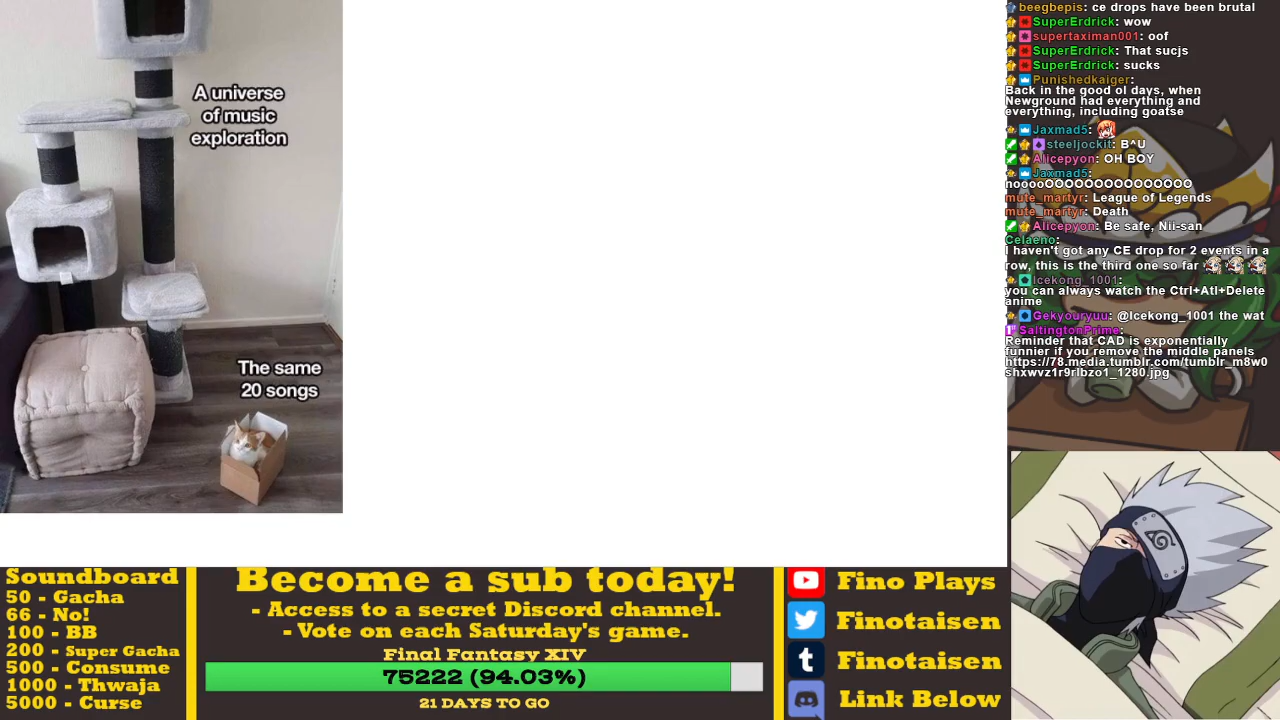 A universe
of music
exploration
The same
20 songs
beegbepis: ce drops have been brutal
SuperErdrick: wow
supertaximan001: oof
SuperErdrick: That sucjs
SuperErdrick: sucks
Punishedkaiger:
Back in the good ol days, when
Newground had everything and
everything, including goatse
Jaxmad5:
steeljockit: B^U
Alicepyon: OH BOY
Jaxmad5:
nooooOOOOOOOOOOOOOOO
mute_martyr: League of Legends
mute_martyr: Death
Alicepyon: Be safe, Nii-san
Celaeno:
I haven't got any CE drop for 2 events in a
row, this is the third one so far
Icekong_1001:
you can always watch the Ctrl+Atl+Delete
anime
Gekyouryuu: @Icekong_1001 the wat
SaltingtonPrime:
Reminder that CAD is exponentially
funnier if you remove the middle panels
https://78.media.tumblr.com/tumblr_m8w0
shxwvz1r9rlbzo1_1280.jpg
Soundboard
50 - Gacha
66 - No!
100 - BB
200 - Super Gacha
500 - Consume
1000 - Thwaja
5000 - Curse
Become a sub today!
- Access to a secret Discord channel.
- Vote on each Saturday's game.
Final Fantasy XIV
75222 (94.03%)
21 DAYS TO GO
Fino Plays
Finotaisen
Finotaisen
Link Below